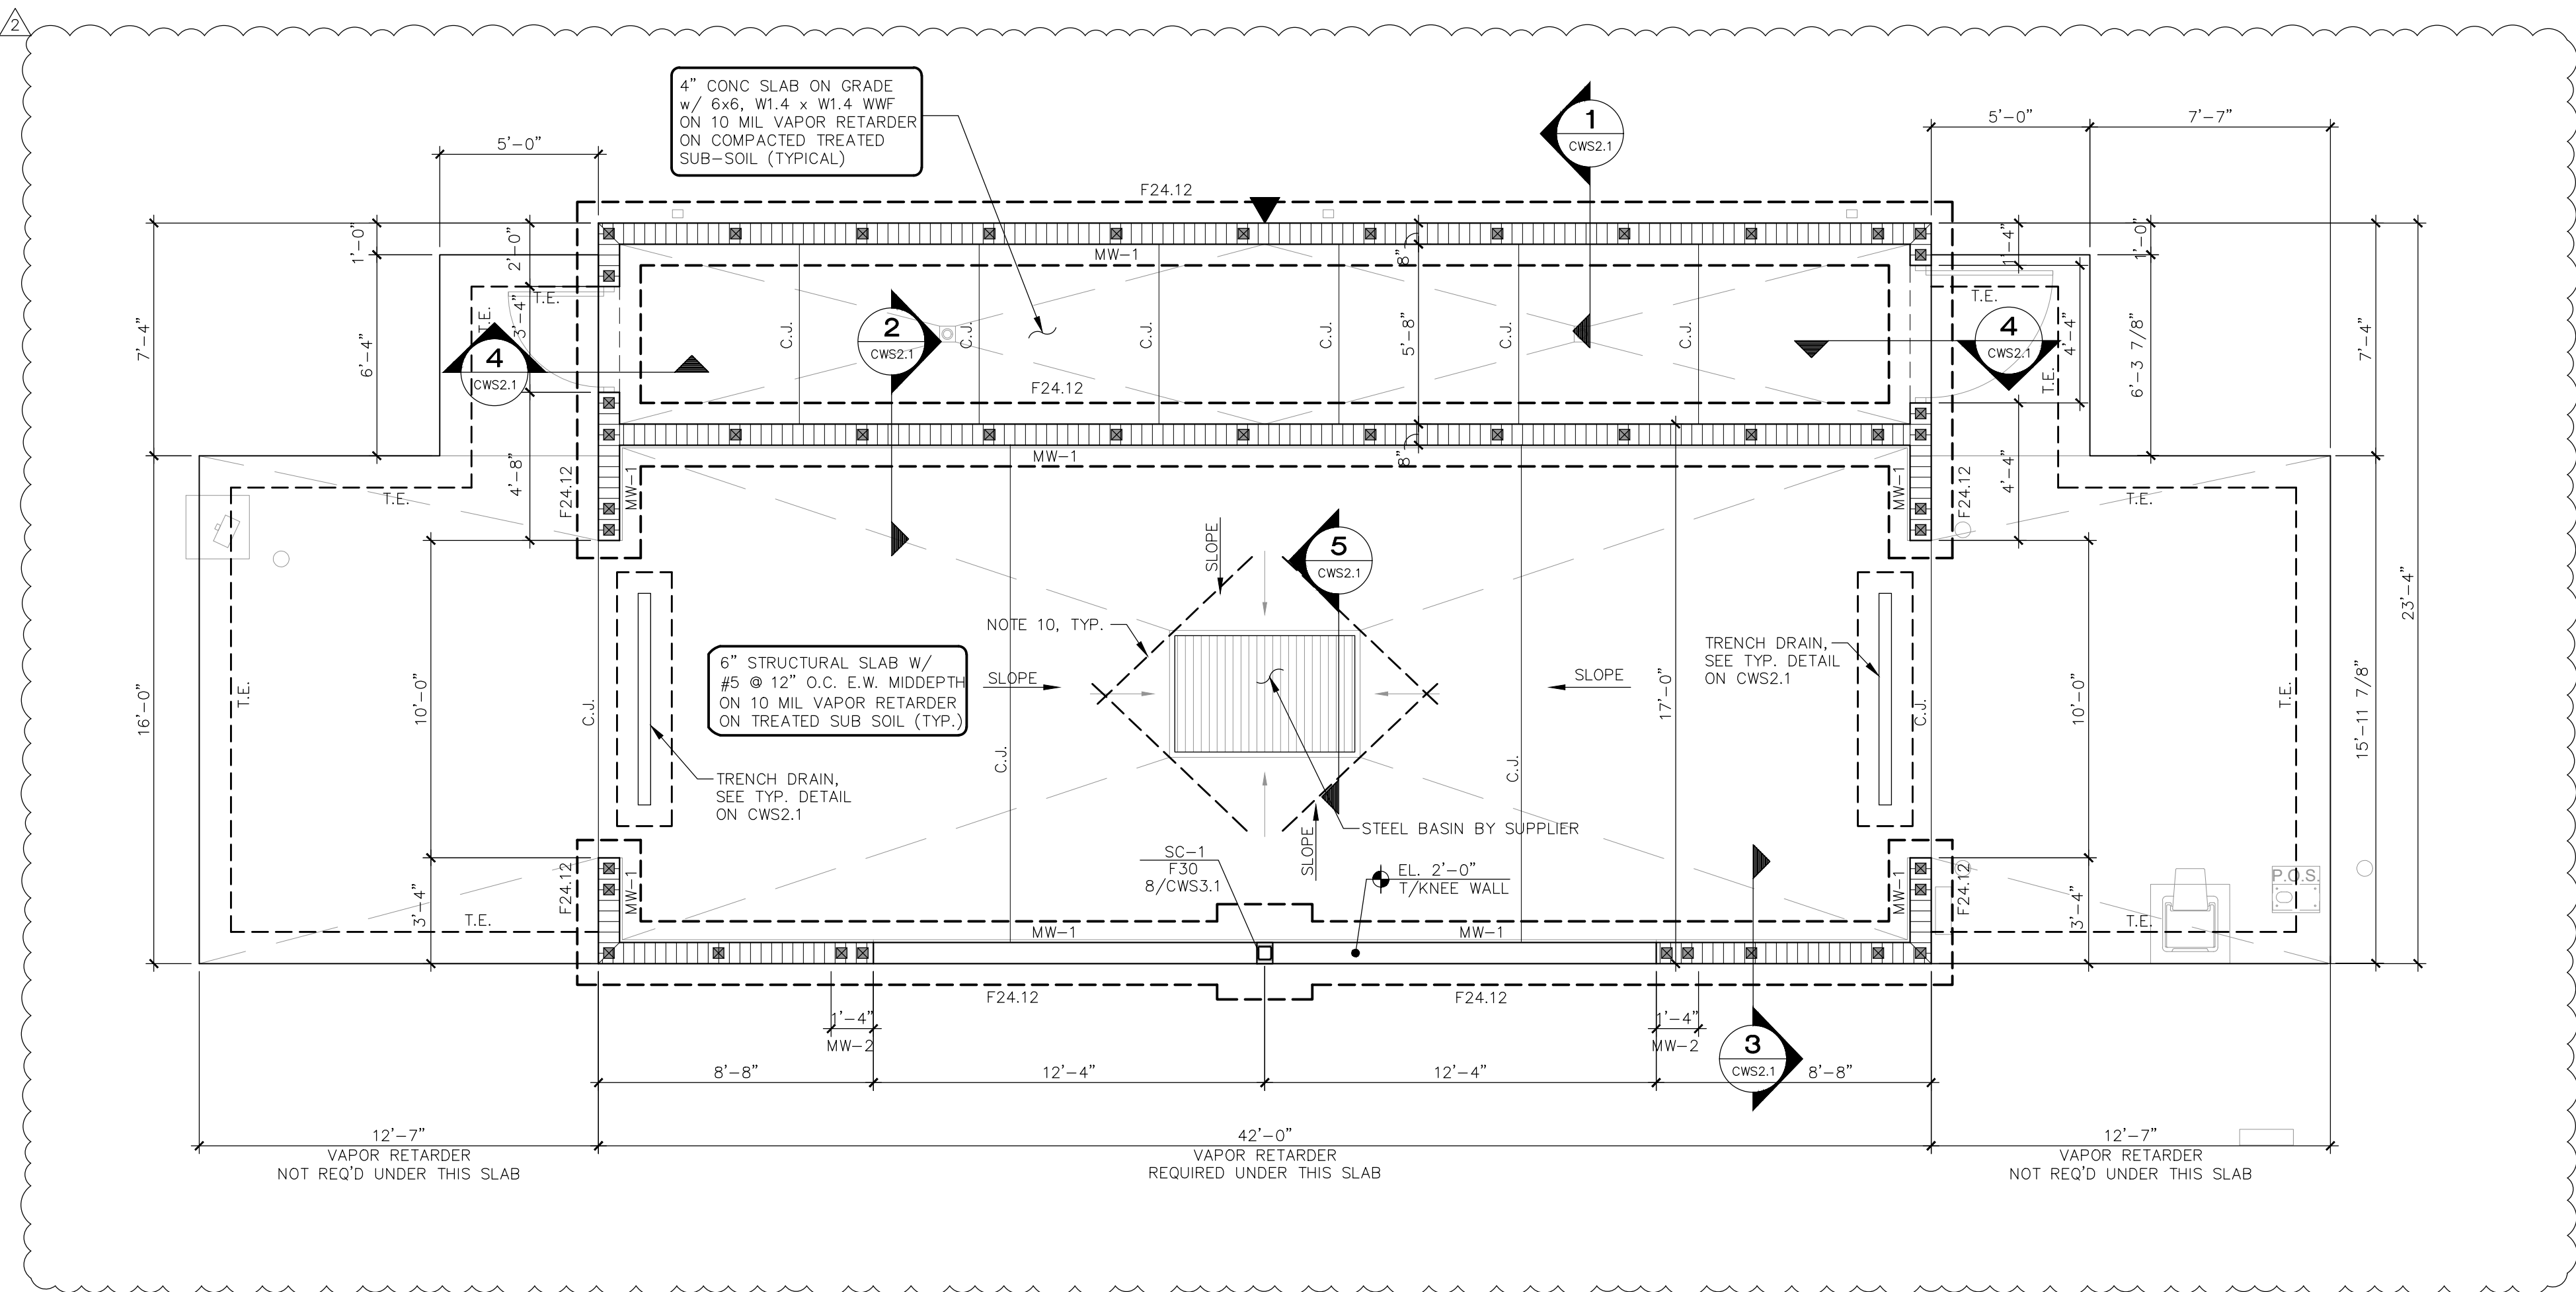 2
4" CONC SLAB ON GRADE
w/ 6x6, W1.4 x W1.4 WWF
ON 10 MIL VAPOR RETARDER
ON COMPACTED TREATED
SUB-SOIL (TYPICAL)
1
CWS2.1
5'-0"
7'-7"
5'-0"
F24.12
1'-0"
2'-0"
8"
1'-4"
1'-0"
MW-1
T.E.
T.E.
T.E.
T.E.
3'-4"
7'-4"
6'-4"
4
CWS2.1
2
CWS2.1
C.J.
C.J.
C.J.
C.J.
C.J.
C.J.
5'-8"
4
CWS2.1
4'-4"
6'-3 7/8"
7'-4"
F24.12
8"
MW-1
4'-8"
F24.12
MW-1
MW-1
F24.12
4'-4"
T.E.
T.E.
SLOPE
5
CWS2.1
NOTE 10, TYP.
6" STRUCTURAL SLAB W/
#5 @ 12" O.C. E.W. MIDDEPTH
ON 10 MIL VAPOR RETARDER
ON TREATED SUB SOIL (TYP.)
SLOPE
SLOPE
TRENCH DRAIN,
SEE TYP. DETAIL
ON CWS2.1
16'-0"
T.E.
10'-0"
C.J.
C.J.
C.J.
17'-0"
C.J.
10'-0"
T.E.
15'-11 7/8"
23'-4"
TRENCH DRAIN,
SEE TYP. DETAIL
ON CWS2.1
STEEL BASIN BY SUPPLIER
SLOPE
SC-1
F30
8/CWS3.1
EL. 2'-0"
T/KNEE WALL
3'-4"
F24.12
MW-1
MW-1
F24.12
3'-4"
P.O.S.
T.E.
T.E.
MW-1
MW-1
F24.12
F24.12
1'-4"
MW-2
1'-4"
MW-2
3
CWS2.1
8'-8"
12'-4"
12'-4"
8'-8"
12'-7"
VAPOR RETARDER
NOT REQ'D UNDER THIS SLAB
42'-0"
VAPOR RETARDER
REQUIRED UNDER THIS SLAB
12'-7"
VAPOR RETARDER
NOT REQ'D UNDER THIS SLAB